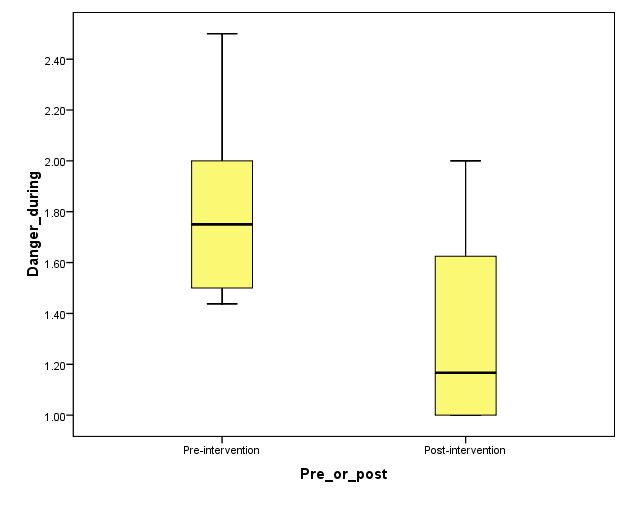 2.40
2.20
2.00
1.80
1.60
1.40
1.20
1.00
Danger_during
Pre-intervention
Post-intervention
Pre_or_post